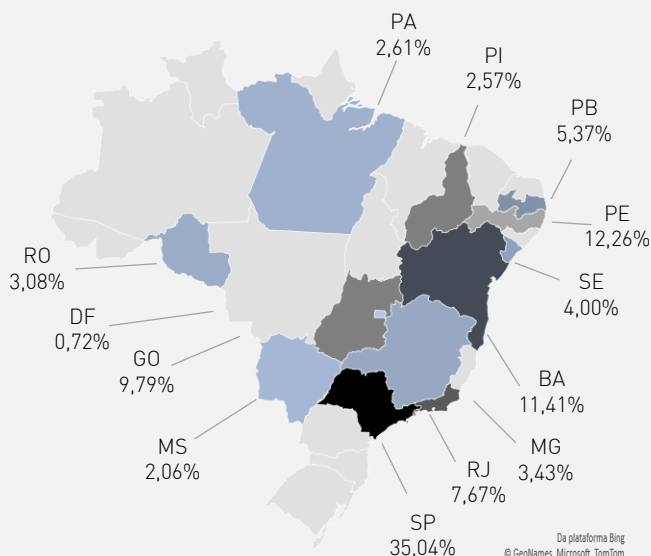 PA
2,61%
PI
2,57%
PB
5,37%
PE
12,26%
SE
4,00%
BA
11,41%
MG
3,43%
RJ
7,67%
SP
35,04%
MS
2,06%
GO
9,79%
DF
0,72%
RO
3,08%
Da plataforma Bing
© GeoNames, Microsoft, TomTom